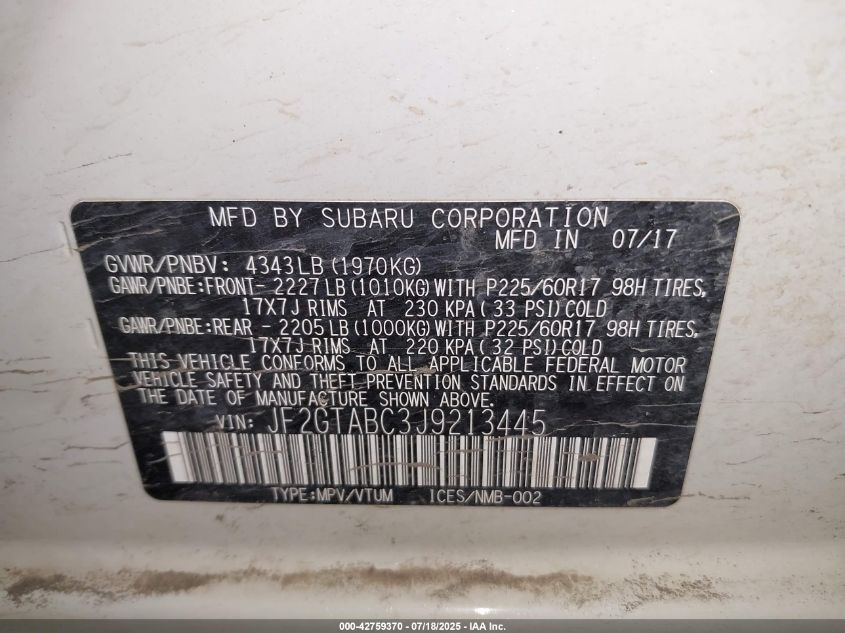 MFD BY SUBARU CORPORATION
MFD IN 07/17
GVWR/PNBV: 4343LB (1970KG)
GAWR/PNBE:FRONT- 2227 LB (1010KG) WITH P225/60R17 98H TIRES,
17X7J RIMS AT 230 KPA ( 33 PSI) COLD
GAWR/PNBE:REAR - 2205 LB (1000KG) WITH P225/60R17 98H TIRES,
17X7J RIMS AT 220 KPA ( 32 PSI) COLD
THIS VEHICLE CONFORMS TO ALL APPLICABLE FEDERAL MOTOR
VEHICLE SAFETY AND THEFT PREVENTION STANDARDS IN EFFECT ON
THE DATE OF MANUFACTURE SHOWN ABOVE.
VIN: JF2GTABC3J9213445
TYPE:MPV/VTUM ICES/NMB-002
000-42759370 - 07/18/2025 - IAA Inc.